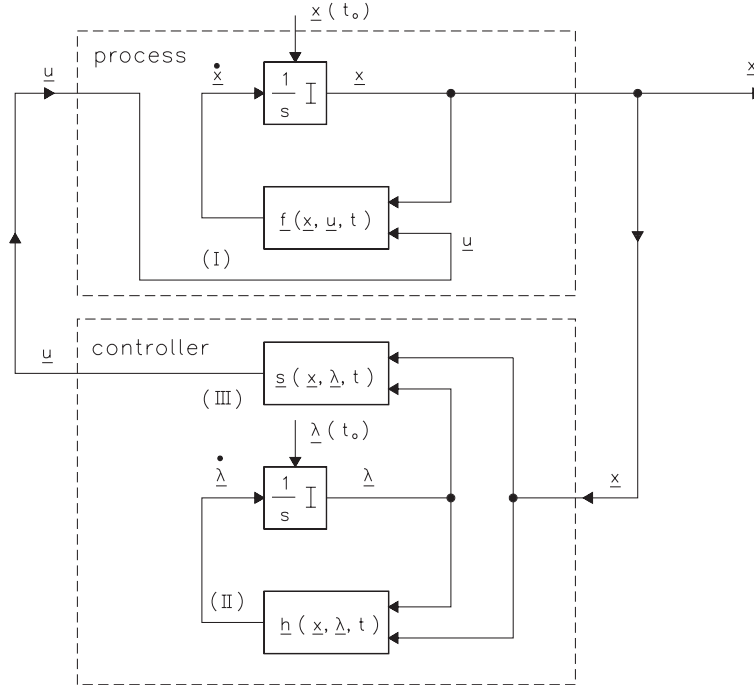 x(t₀)
process
u
ẋ
1/s I
x
x
f(x, u, t)
u
(I)
controller
u
s(x, λ, t)
(III)
λ(t₀)
λ̇
1/s I
λ
x
(II)
h(x, λ, t)